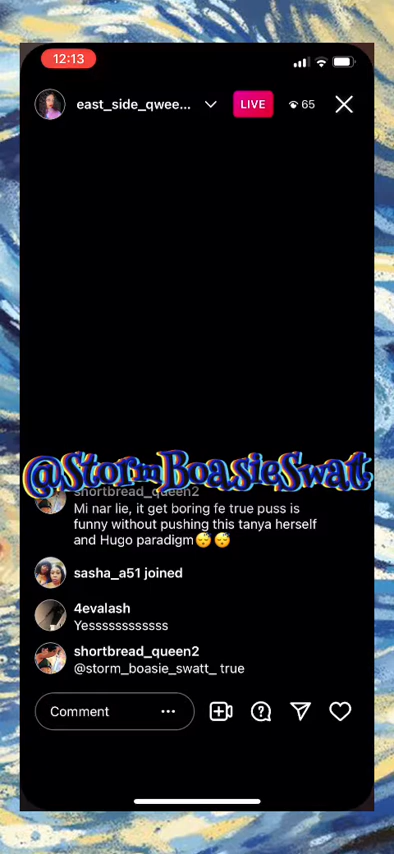 12:13
east_side_qwee...
LIVE
65
@StormBoasieSwatt
shortbread_queen2
Mi nar lie, it get boring fe true puss is
funny without pushing this tanya herself
and Hugo paradigm😴😴
sasha_a51 joined
4evalash
Yessssssssssss
shortbread_queen2
@storm_boasie_swatt_ true
Comment